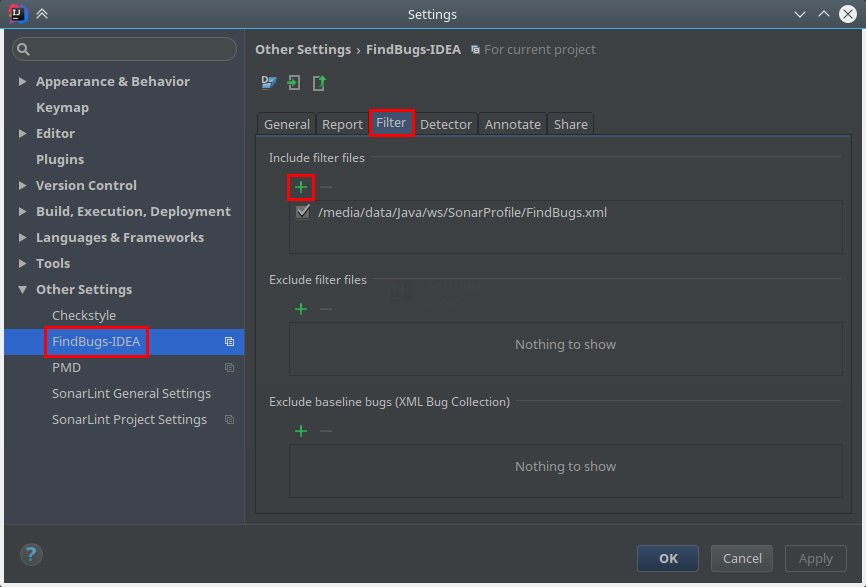 Settings
Other Settings › FindBugs-IDEA For current project
Appearance & Behavior
Keymap
Editor
Plugins
Version Control
Build, Execution, Deployment
Languages & Frameworks
Tools
Other Settings
Checkstyle
FindBugs-IDEA
PMD
SonarLint General Settings
SonarLint Project Settings
General Report Filter Detector Annotate Share
Include filter files
/media/data/Java/ws/SonarProfile/FindBugs.xml
Exclude filter files
Nothing to show
Exclude baseline bugs (XML Bug Collection)
Nothing to show
?
OK Cancel Apply